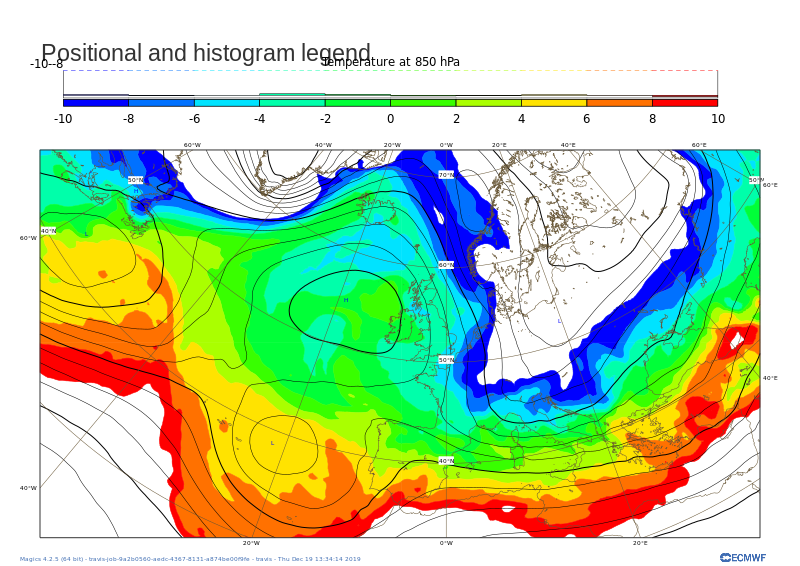 Positional and histogram legend
-10--8 Temperature at 850 hPa
-10 -8 -6 -4 -2 0 2 4 6 8 10
60°W 40°W 20°W 0°W 20°E 40°E 60°E
50°N 70°N 50°N
H 60°E
40°N L
60°W
60°N
H
L
50°N
40°E
L
40°N
40°W
20°W 0°W 20°E
Magics 4.2.5 (64 bit) - travis-job-9a2b0560-aedc-4367-8131-a874be00f9fe - travis - Thu Dec 19 13:34:14 2019
ECMWF